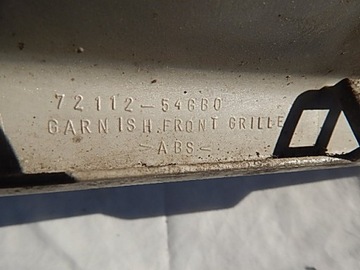 72112-54GB0
GARNISH.FRONT GRILLE
>ABS<